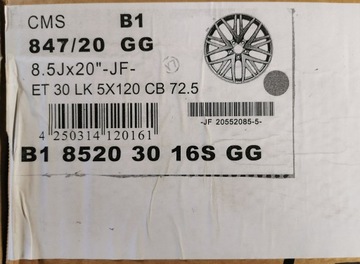 CMS B1
847/20 GG
8.5Jx20"-JF-
ET 30 LK 5X120 CB 72.5
4 250314 120161
-JF 20552085-5-
B1 8520 30 16S GG